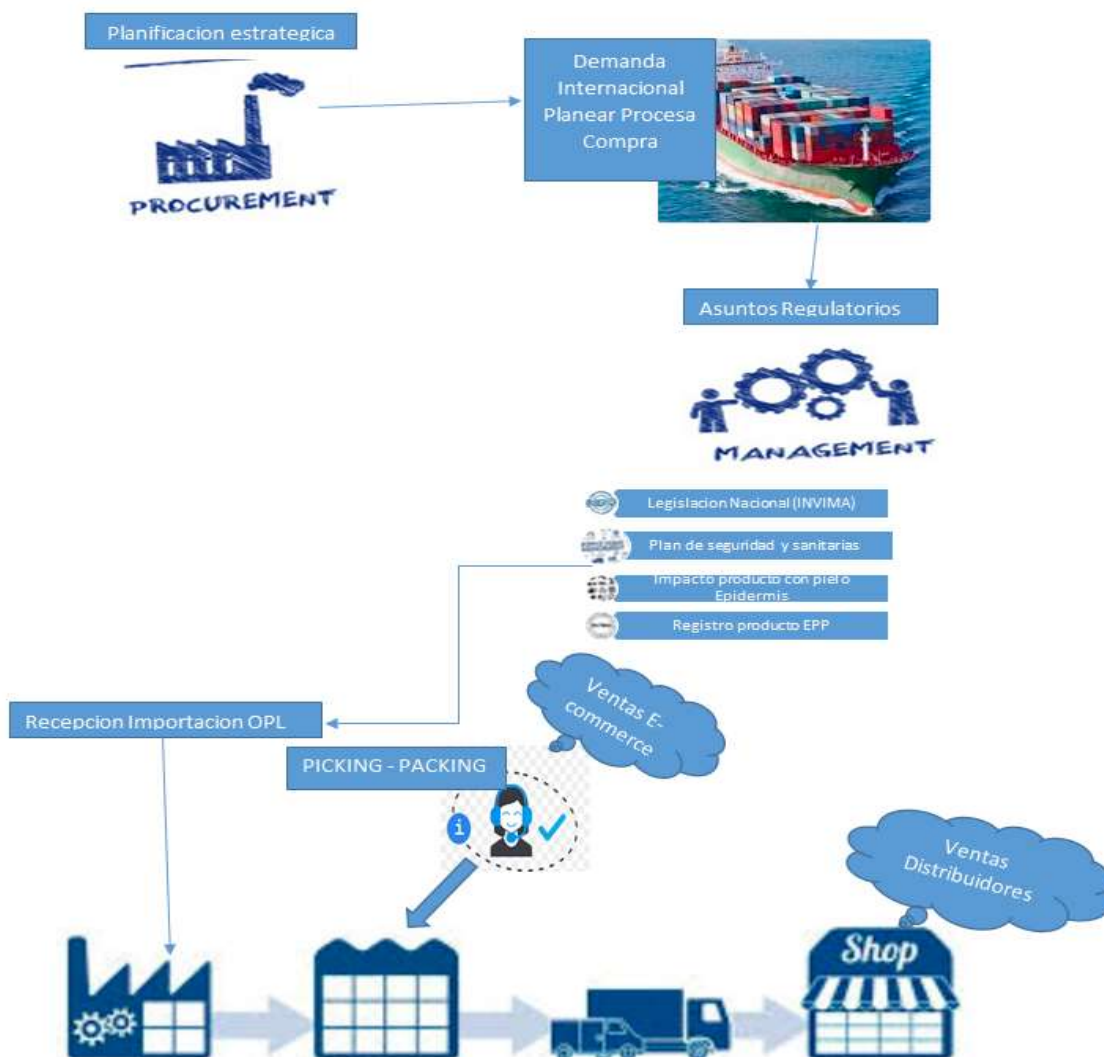 Planificacion estrategica
PROCUREMENT
Demanda
Internacional
Planear Procesa
Compra
Asuntos Regulatorios
MANAGEMENT
Legislacion Nacional (INVIMA)
Plan de seguridad y sanitarias
Impacto producto con piel o
Epidermis
Registro producto EPP
Ventas E-
commerce
Recepcion Importacion OPL
PICKING - PACKING
i
Ventas
Distribuidores
Shop